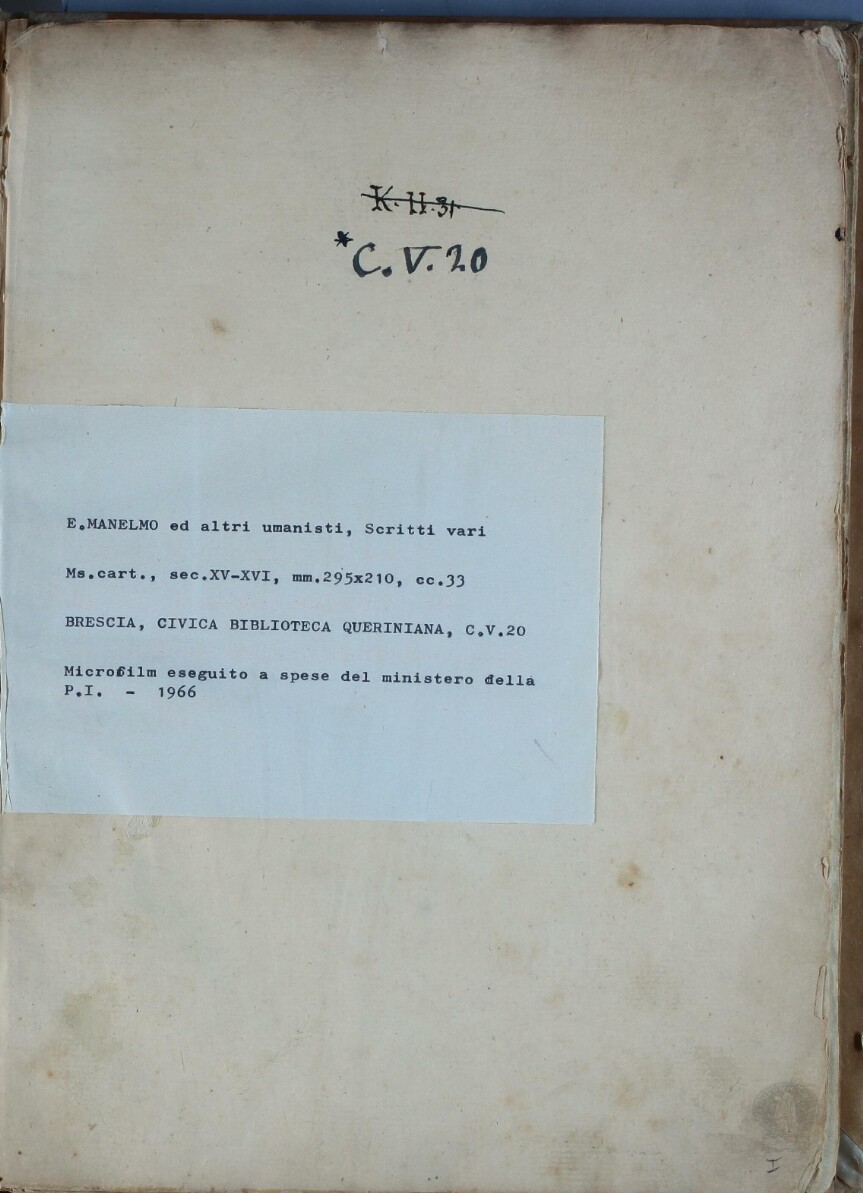 K.II.31
*C.V.20
E.MANELMO ed altri umanisti, Scritti vari
Ms.cart., sec.XV-XVI, mm.295x210, cc.33
BRESCIA, CIVICA BIBLIOTECA QUERINIANA, C.V.20
Microfilm eseguito a spese del ministero della
P.I. - 1966
I